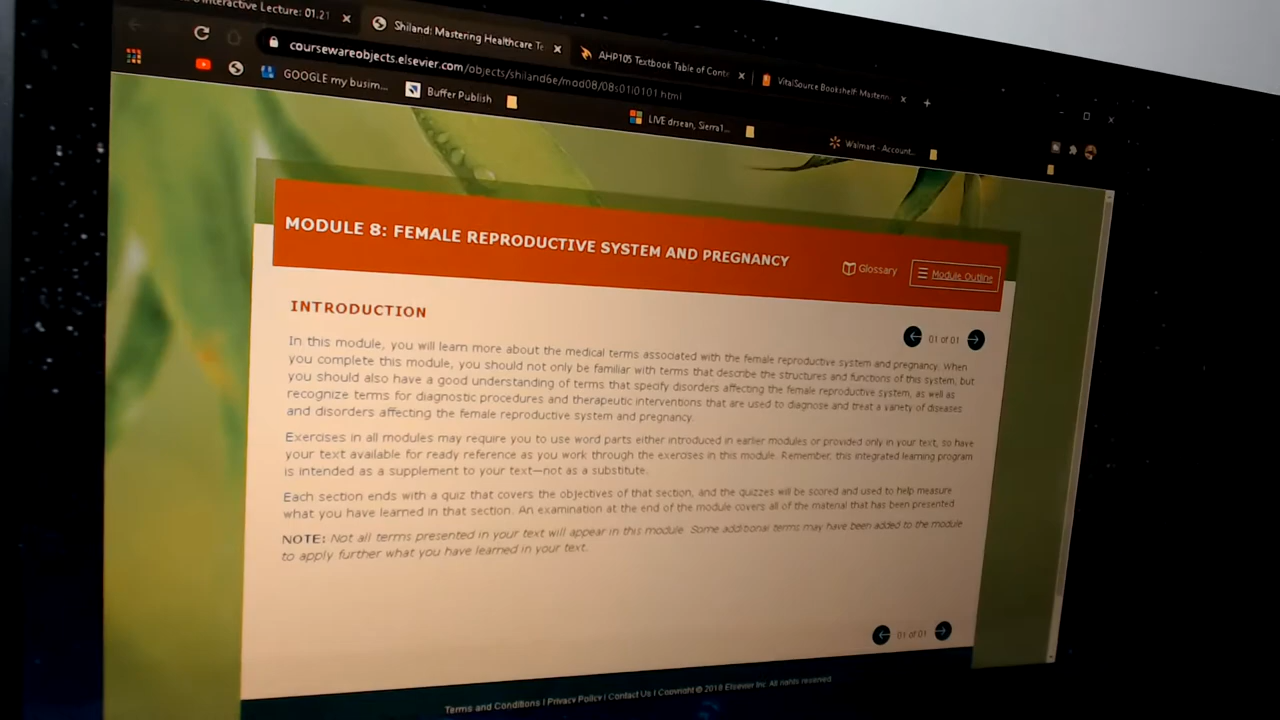 Interactive Lecture: 01.21
Shiland: Mastering Healthcare Te
AHP105 Textbook Table of Cont
VitalSource Bookshelf: Masterin
coursewareobjects.elsevier.com/objects/shiland6e/mod08/08s01l0101.html
GOOGLE my busim...
Buffer Publish
LIVE drsean, Sierra1...
Walmart - Account...
MODULE 8: FEMALE REPRODUCTIVE SYSTEM AND PREGNANCY
Glossary
Module Outline
INTRODUCTION
01 of 01
In this module, you will learn more about the medical terms associated with the female reproductive system and pregnancy. When
you complete this module, you should not only be familiar with terms that describe the structures and functions of this system, but
you should also have a good understanding of terms that specify disorders affecting the female reproductive system, as well as
recognize terms for diagnostic procedures and therapeutic interventions that are used to diagnose and treat a variety of diseases
and disorders affecting the female reproductive system and pregnancy.
Exercises in all modules may require you to use word parts either introduced in earlier modules or provided only in your text, so have
your text available for ready reference as you work through the exercises in this module. Remember, this integrated learning program
is intended as a supplement to your text—not as a substitute.
Each section ends with a quiz that covers the objectives of that section, and the quizzes will be scored and used to help measure
what you have learned in that section. An examination at the end of the module covers all of the material that has been presented.
NOTE: Not all terms presented in your text will appear in this module. Some additional terms may have been added to the module
to apply further what you have learned in your text.
01 of 01
Terms and Conditions | Privacy Policy | Contact Us | Copyright © 2018 Elsevier Inc. All rights reserved.